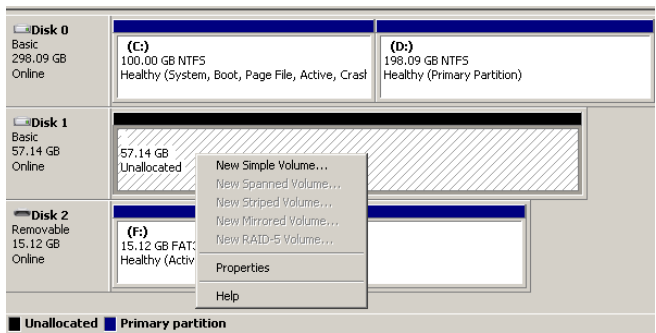 Disk 0
Basic
298.09 GB
Online
(C:)
100.00 GB NTFS
Healthy (System, Boot, Page File, Active, Crash
(D:)
198.09 GB NTFS
Healthy (Primary Partition)
Disk 1
Basic
57.14 GB
Online
57.14 GB
Unallocated
New Simple Volume...
New Spanned Volume...
New Striped Volume...
New Mirrored Volume...
New RAID-5 Volume...
Properties
Help
Disk 2
Removable
15.12 GB
Online
(F:)
15.12 GB FAT3
Healthy (Activ
Unallocated Primary partition